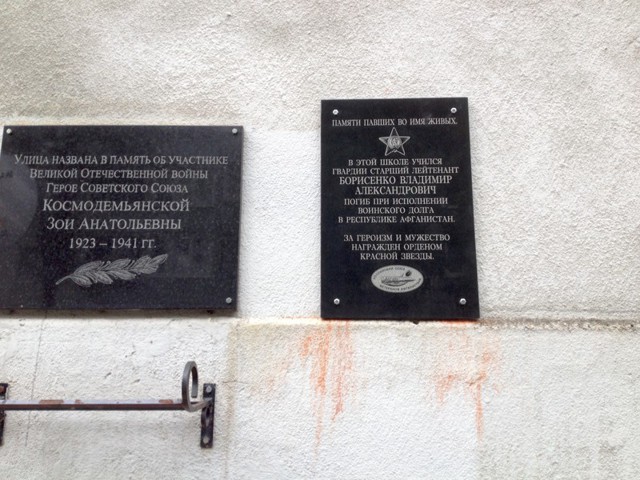 Улица названа в память об участнике
Великой Отечественной войны
Герое Советского Союза
Космодемьянской
Зои Анатольевны
1923 – 1941 гг.
Памяти павших во имя живых.
В этой школе учился
гвардии старший лейтенант
Борисенко Владимир
Александрович
погиб при исполнении
воинского долга
в Республике Афганистан.
За героизм и мужество
награжден орденом
Красной Звезды.